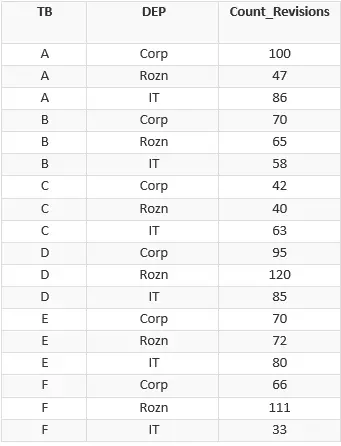 TB DEP Count_Revisions
A Corp 100
A Rozn 47
A IT 86
B Corp 70
B Rozn 65
B IT 58
C Corp 42
C Rozn 40
C IT 63
D Corp 95
D Rozn 120
D IT 85
E Corp 70
E Rozn 72
E IT 80
F Corp 66
F Rozn 111
F IT 33